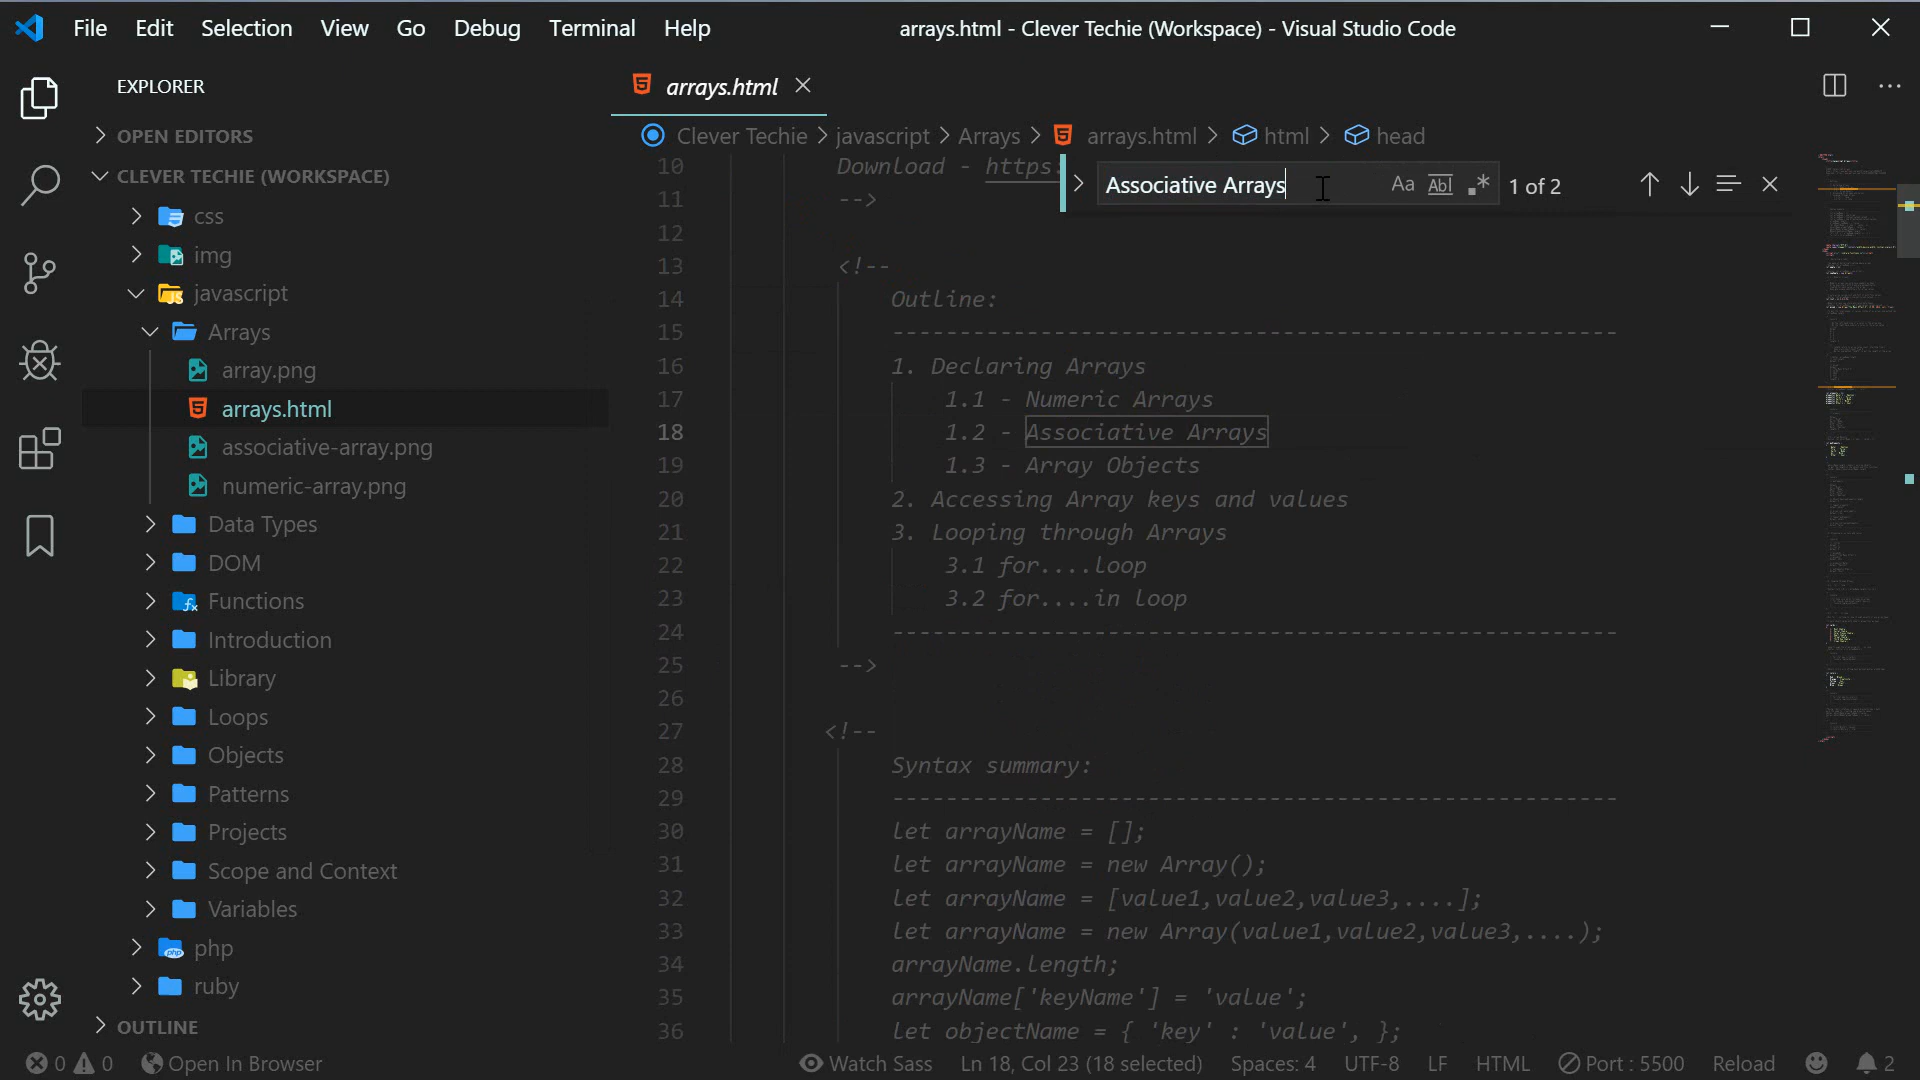 File Edit Selection View Go Debug Terminal Help
arrays.html - Clever Techie (Workspace) - Visual Studio Code
EXPLORER
OPEN EDITORS
CLEVER TECHIE (WORKSPACE)
css
img
javascript
Arrays
array.png
arrays.html
associative-array.png
numeric-array.png
Data Types
DOM
Functions
Introduction
Library
Loops
Objects
Patterns
Projects
Scope and Context
Variables
php
ruby
OUTLINE
arrays.html
Clever Techie > javascript > Arrays > arrays.html > html > head
Associative Arrays Aa Abl .* 1 of 2
10 Download - https:
11 -->
12
13 <!--
14 Outline:
15 ------------------------------------------------------
16 1. Declaring Arrays
17 1.1 - Numeric Arrays
18 1.2 - Associative Arrays
19 1.3 - Array Objects
20 2. Accessing Array keys and values
21 3. Looping through Arrays
22 3.1 for....loop
23 3.2 for....in loop
24 ------------------------------------------------------
25 -->
26
27 <!--
28 Syntax summary:
29 ------------------------------------------------------
30 let arrayName = [];
31 let arrayName = new Array();
32 let arrayName = [value1,value2,value3,....];
33 let arrayName = new Array(value1,value2,value3,....);
34 arrayName.length;
35 arrayName['keyName'] = 'value';
36 let objectName = { 'key' : 'value', };
0 0 Open In Browser Watch Sass Ln 18, Col 23 (18 selected) Spaces: 4 UTF-8 LF HTML Port : 5500 Reload 2